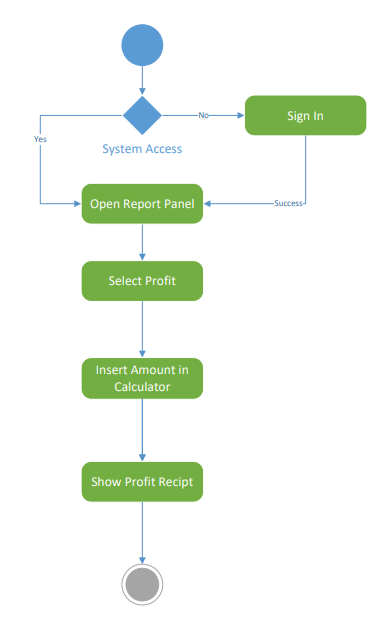 No
Sign In
Yes
System Access
Open Report Panel
Success
Select Profit
Insert Amount in
Calculator
Show Profit Recipt